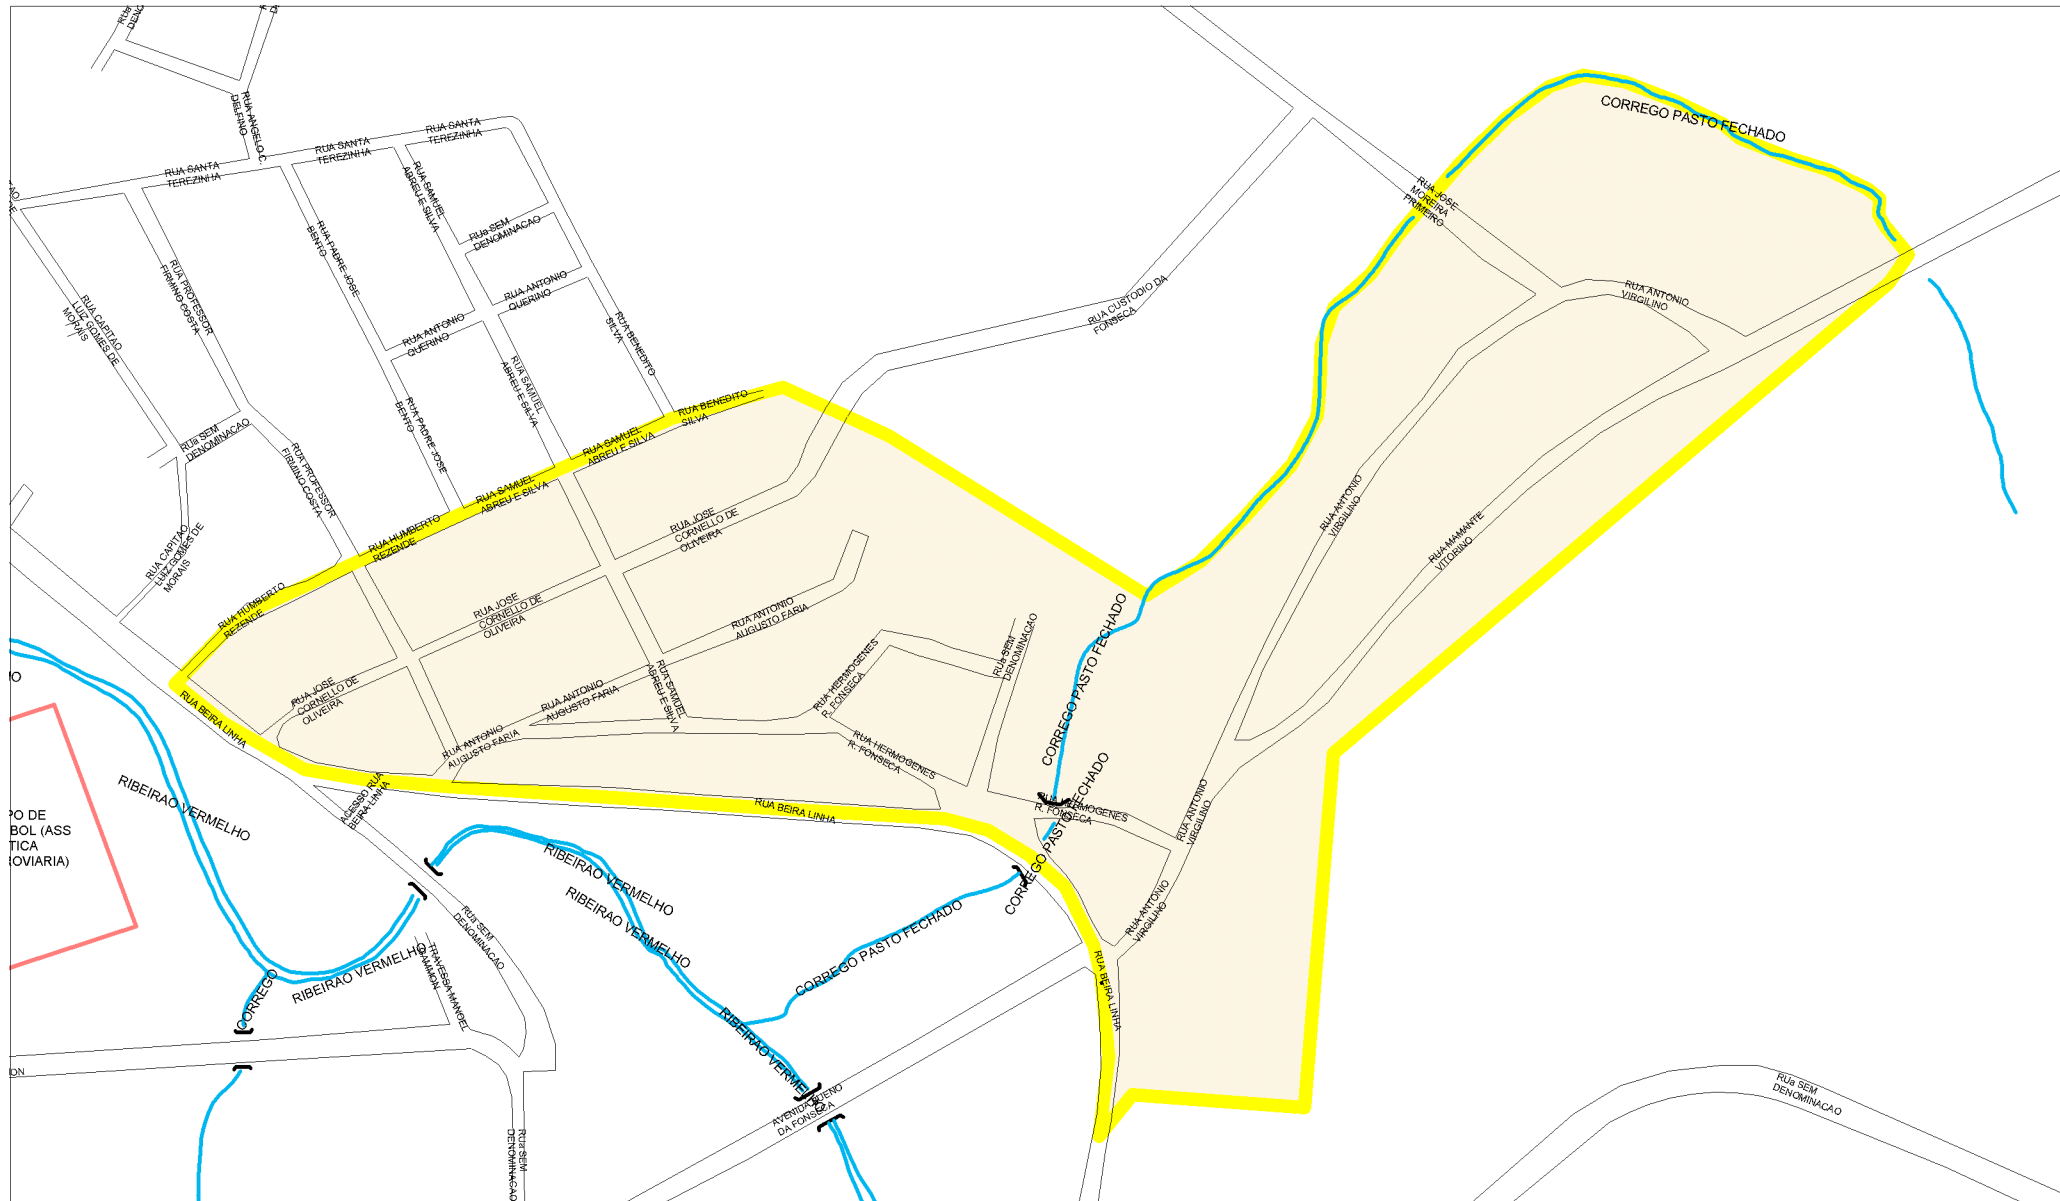 RUA ANGELO C.
DELFINO
RUA SANTA
TEREZINHA
RUA SANTA
TEREZINHA
RUA SANTA
TEREZINHA
RUA SAMUEL
ABREU E SILVA
RUa SEM
DENOMINACAO
RUA PADRE JOSE
BENTO
RUA PROFESSOR
FIRMINO COSTA
RUA CAPITAO
LUIZ GOMES DE
MORAIS
RUA ANTONIO
QUERINO
RUA ANTONIO
QUERINO
RUA BENEDITO
SILVA
RUA SAMUEL
ABREU E SILVA
RUA PADRE JOSE
BENTO
RUa SEM
DENOMINACAO
RUA PROFESSOR
FIRMINO COSTA
RUA CAPITAO
LUIZ GOMES DE
MORAIS
RUA BENEDITO
SILVA
RUA SAMUEL
ABREU E SILVA
RUA SAMUEL
ABREU E SILVA
RUA HUMBERTO
REZENDE
RUA HUMBERTO
REZENDE
RUA CUSTODIO DA
FONSECA
RUA JOSE
MOREIRA
PRIMEIRO
CORREGO PASTO FECHADO
RUA ANTONIO
VIRGILINO
RUA ANTONIO
VIRGILINO
RUA MAMANTE
VITORINO
RUA JOSE
CORNELLO DE
OLIVEIRA
RUA JOSE
CORNELLO DE
OLIVEIRA
RUA JOSE
CORNELLO DE
OLIVEIRA
RUA ANTONIO
AUGUSTO FARIA
RUA ANTONIO
AUGUSTO FARIA
RUA ANTONIO
AUGUSTO FARIA
RUA SAMUEL
ABREU E SILVA
RUA HERMOGENES
R. FONSECA
RUa SEM
DENOMINACAO
RUA HERMOGENES
R. FONSECA
RUA HERMOGENES
R. FONSECA
CORREGO PASTO FECHADO
CORREGO PASTO FECHADO
RUA ANTONIO
VIRGILINO
RUA ANTONIO
VIRGILINO
RUA BEIRA LINHA
RUA BEIRA LINHA
RUA BEIRA LINHA
ACESSO RUA
BEIRA LINHA
RIBEIRAO VERMELHO
PO DE
BOL (ASS
TICA
ROVIARIA)
RIBEIRAO VERMELHO
RIBEIRAO VERMELHO
RIBEIRAO VERMELHO
CORREGO PASTO FECHADO
RUa SEM
DENOMINACAO
TRAVESSA MANOEL
GAMMON
CORREGO
ON
RIBEIRAO VERMELHO
AVENIDA BUENO
DA FONSECA
RUa SEM
DENOMINACAO
RUa SEM
DENOMINACAO